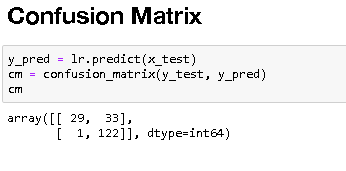 Confusion Matrix
y_pred = lr.predict(x_test)
cm = confusion_matrix(y_test, y_pred)
cm
array([[ 29,  33],
       [  1, 122]], dtype=int64)